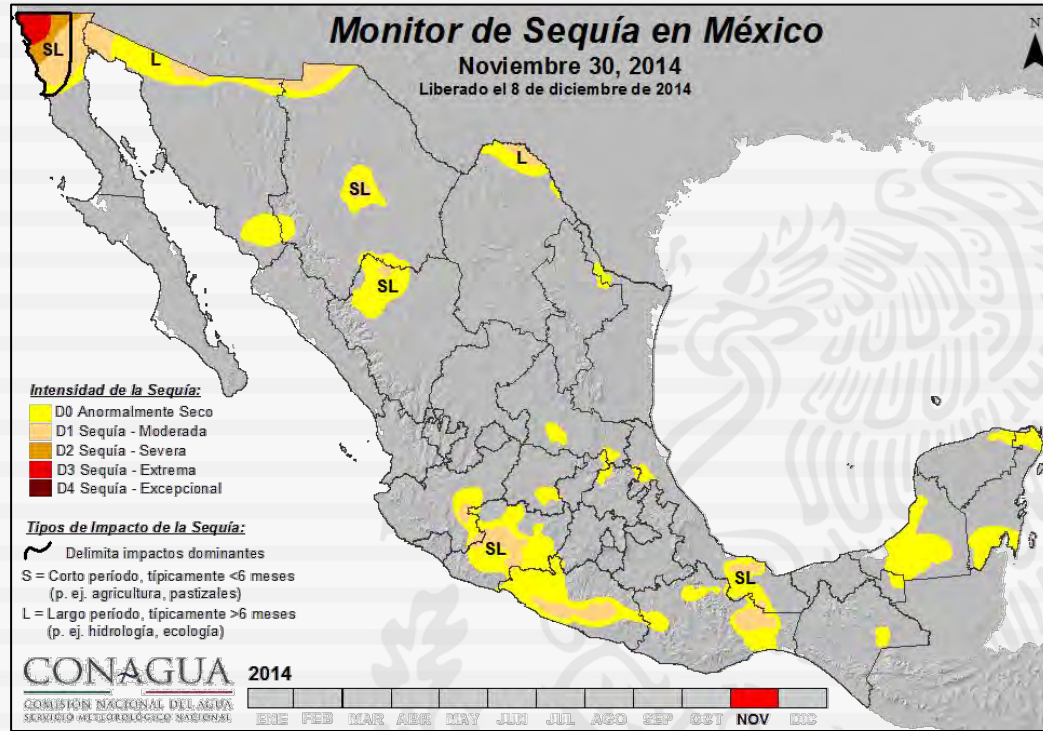 Monitor de Sequía en México
Noviembre 30, 2014
Liberado el 8 de diciembre de 2014
N
SL
L
L
SL
SL
SL
SL
Intensidad de la Sequía:
D0 Anormalmente Seco
D1 Sequía - Moderada
D2 Sequía - Severa
D3 Sequía - Extrema
D4 Sequía - Excepcional
Tipos de Impacto de la Sequía:
Delimita impactos dominantes
S = Corto período, típicamente <6 meses
(p. ej. agricultura, pastizales)
L = Largo período, típicamente >6 meses
(p. ej. hidrología, ecología)
CONAGUA
COMISIÓN NACIONAL DEL AGUA
SERVICIO METEOROLÓGICO NACIONAL
2014
ENE FEB MAR ABR MAY JUN JUL AGO SEP OCT NOV DIC